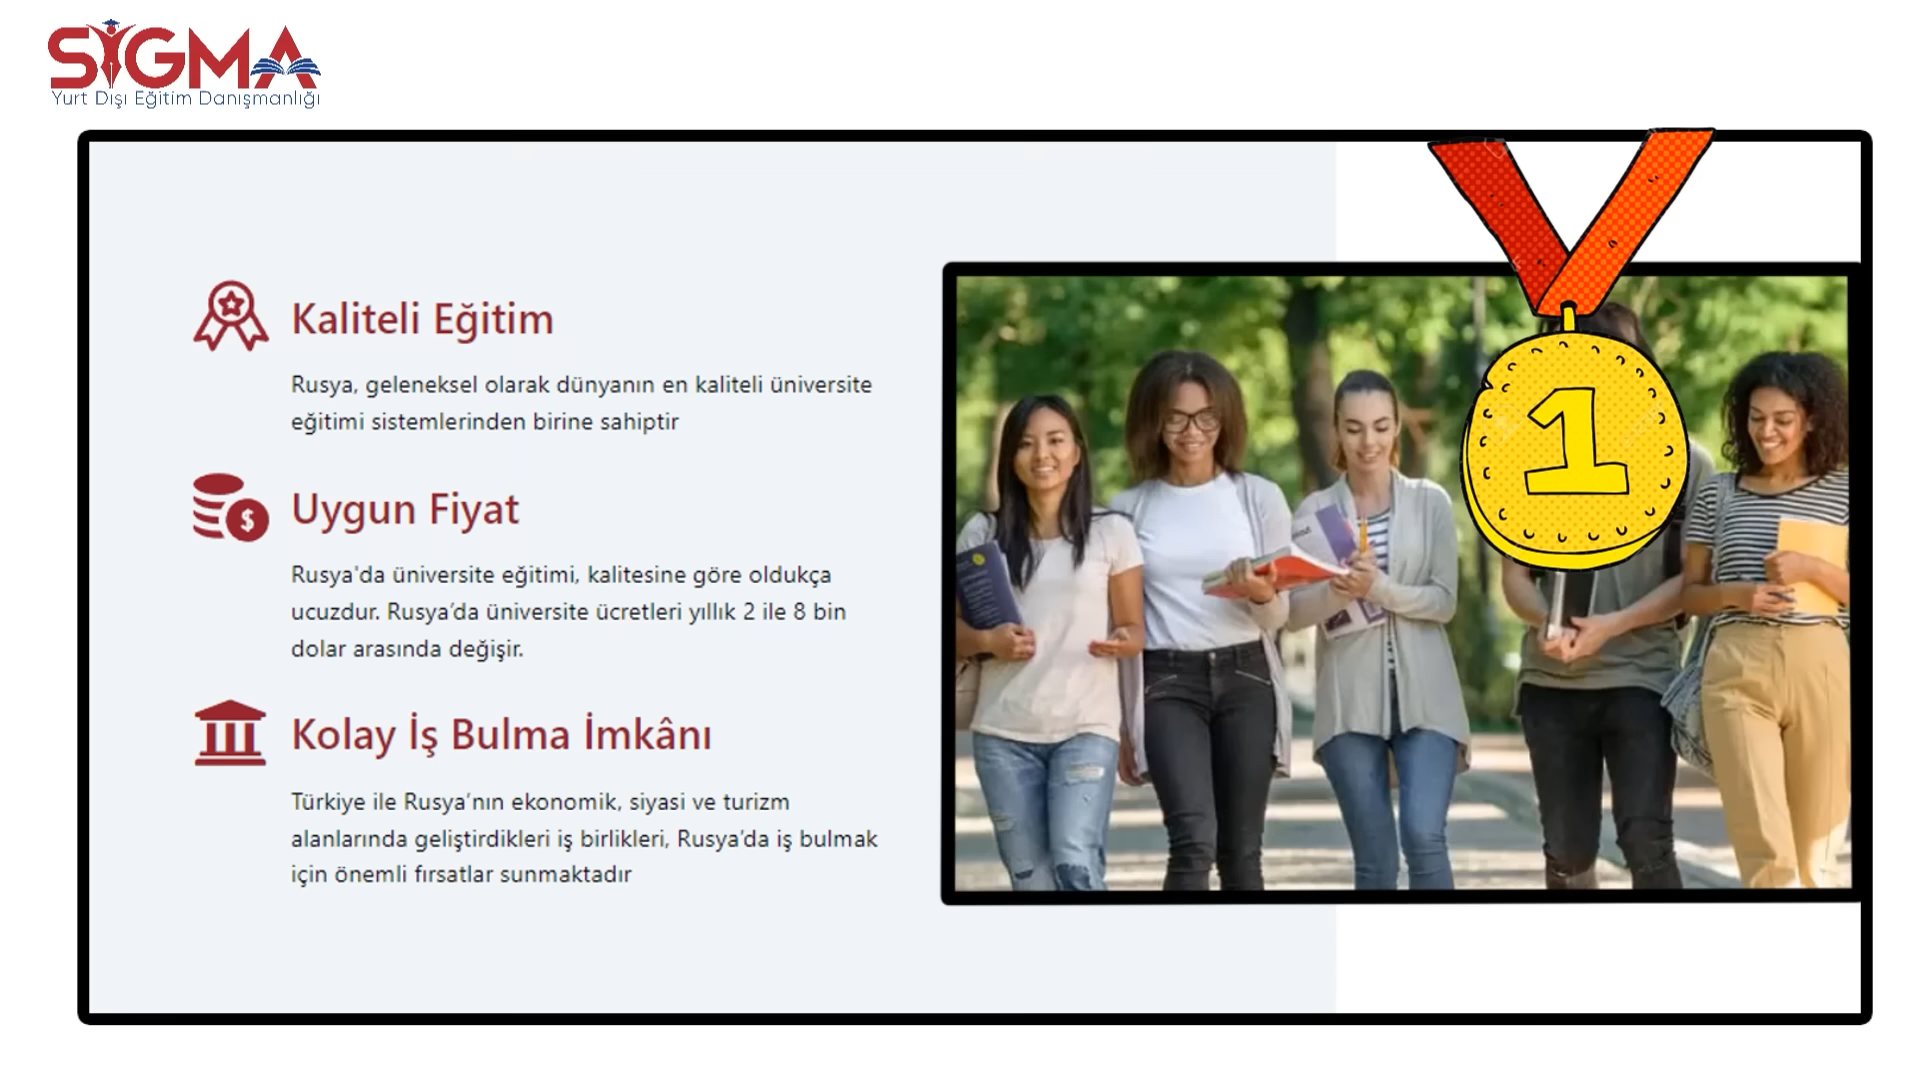 SİGMA
Yurt Dışı Eğitim Danışmanlığı
Kaliteli Eğitim
Rusya, geleneksel olarak dünyanın en kaliteli üniversite
eğitimi sistemlerinden birine sahiptir
Uygun Fiyat
Rusya'da üniversite eğitimi, kalitesine göre oldukça
ucuzdur. Rusya’da üniversite ücretleri yıllık 2 ile 8 bin
dolar arasında değişir.
Kolay İş Bulma İmkânı
Türkiye ile Rusya’nın ekonomik, siyasi ve turizm
alanlarında geliştirdikleri iş birlikleri, Rusya’da iş bulmak
için önemli fırsatlar sunmaktadır
1